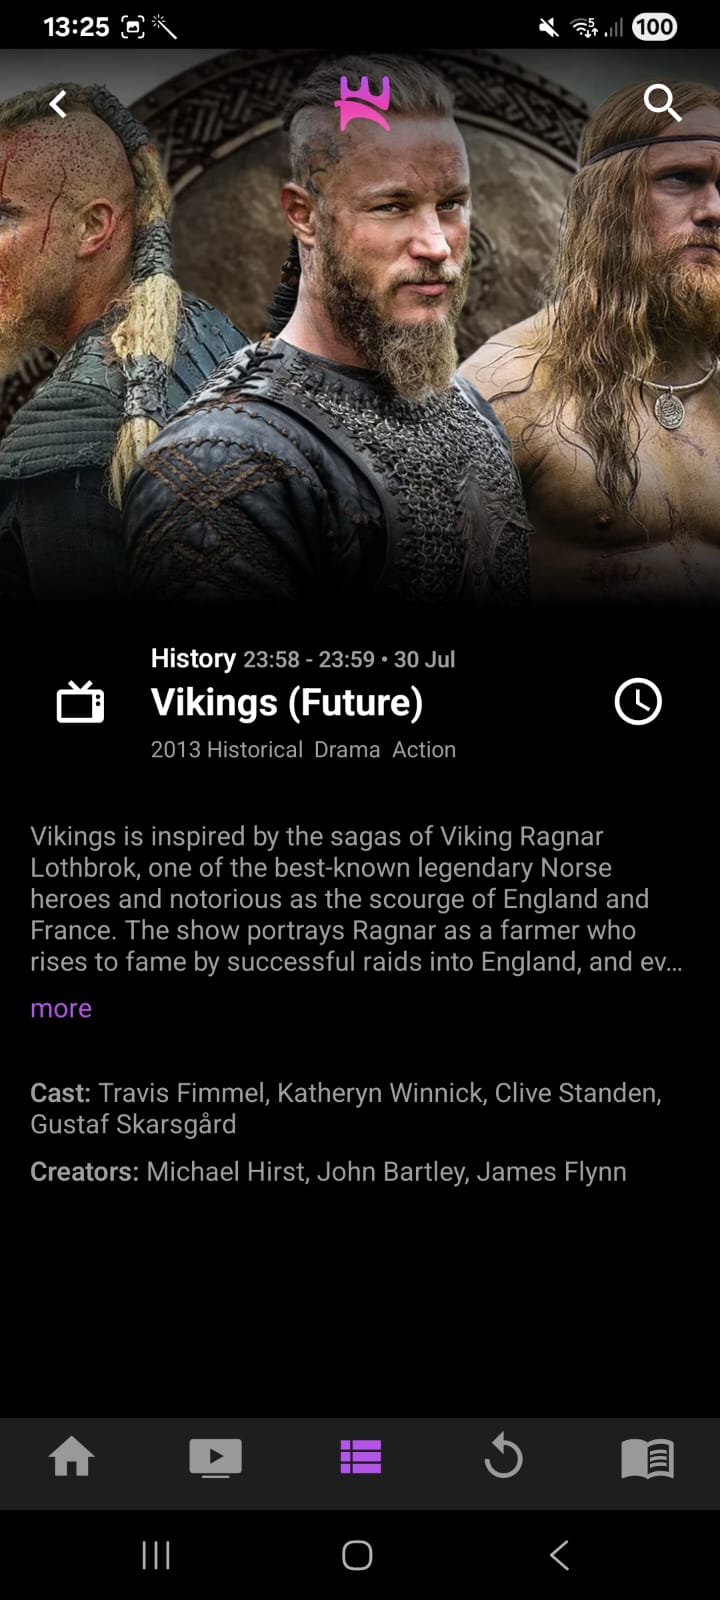 13:25
100
History 23:58 - 23:59 • 30 Jul
Vikings (Future)
2013 Historical Drama Action
Vikings is inspired by the sagas of Viking Ragnar
Lothbrok, one of the best-known legendary Norse
heroes and notorious as the scourge of England and
France. The show portrays Ragnar as a farmer who
rises to fame by successful raids into England, and ev...
more
Cast: Travis Fimmel, Katheryn Winnick, Clive Standen,
Gustaf Skarsgård
Creators: Michael Hirst, John Bartley, James Flynn